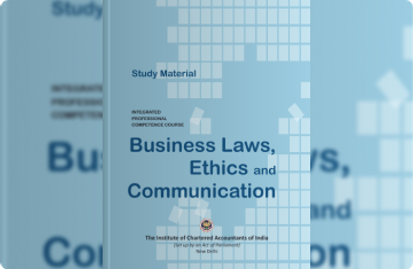 Study Material
INTEGRATED
PROFESSIONAL
COMPETENCE COURSE
Business Laws,
Ethics and
Communication
The Institute of Chartered Accountants of India
(Set up by an Act of Parliament)
New Delhi